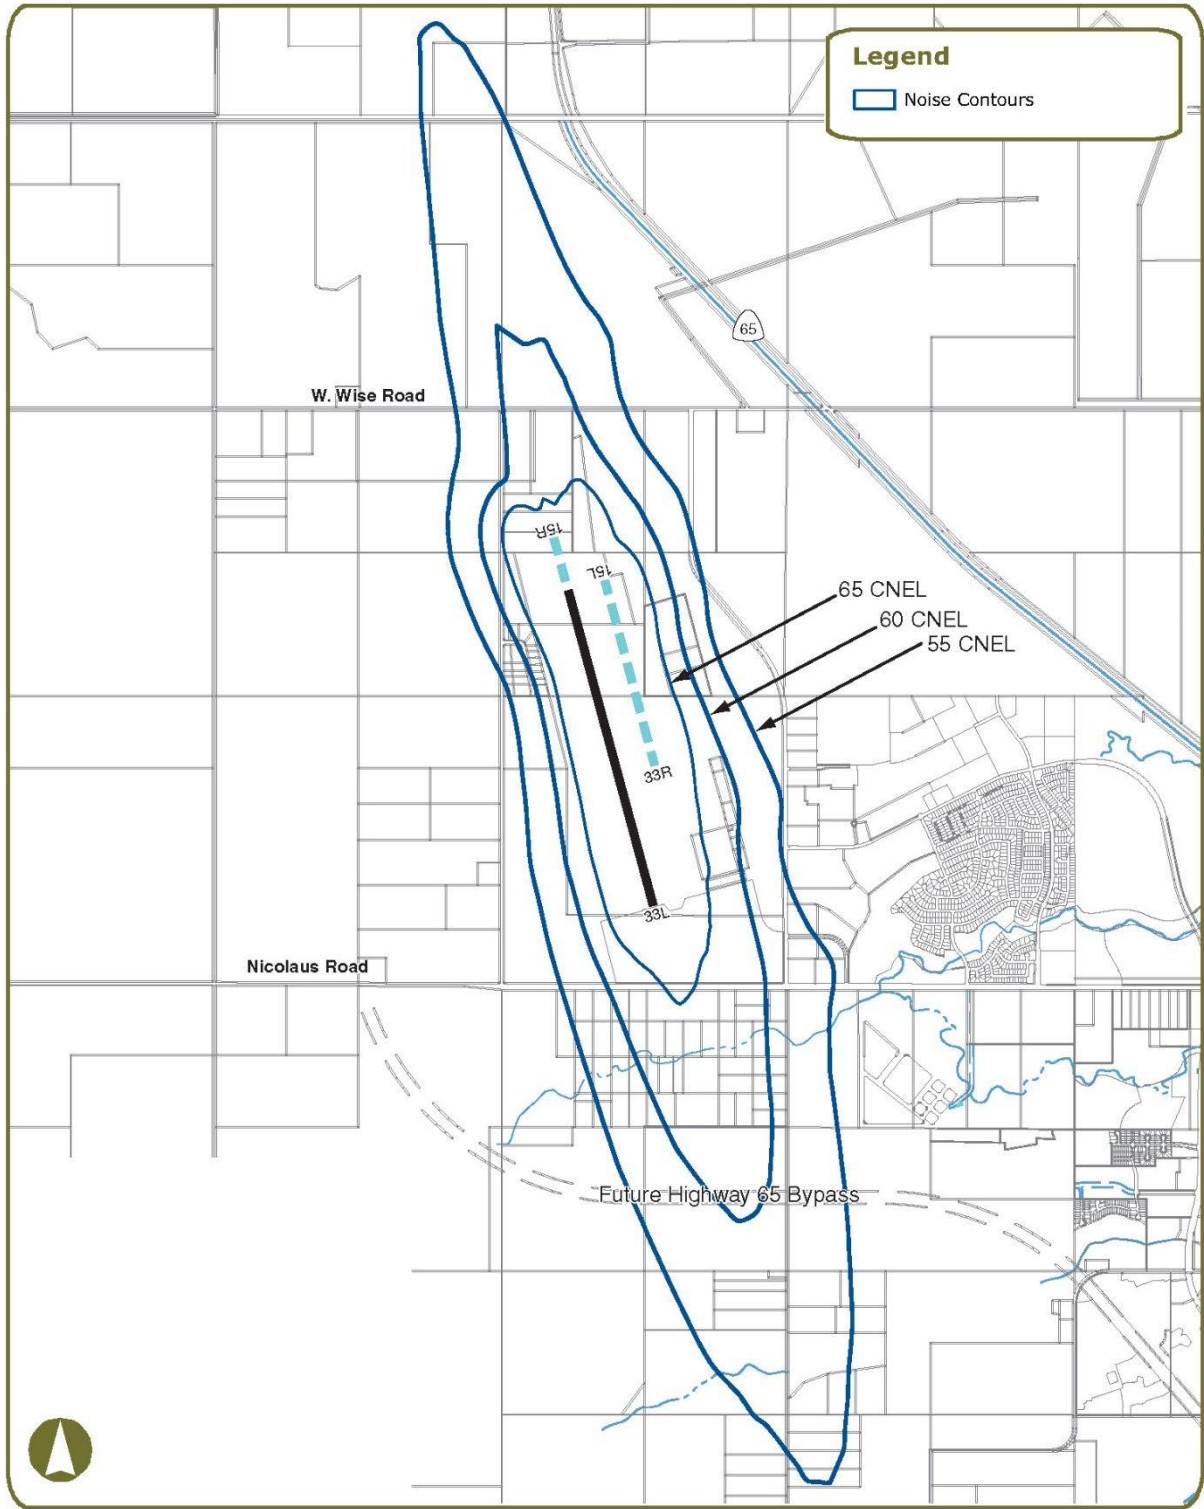 Legend
Noise Contours
65
W. Wise Road
15R
15L
65 CNEL
60 CNEL
55 CNEL
33R
33L
Nicolaus Road
Future Highway 65 Bypass